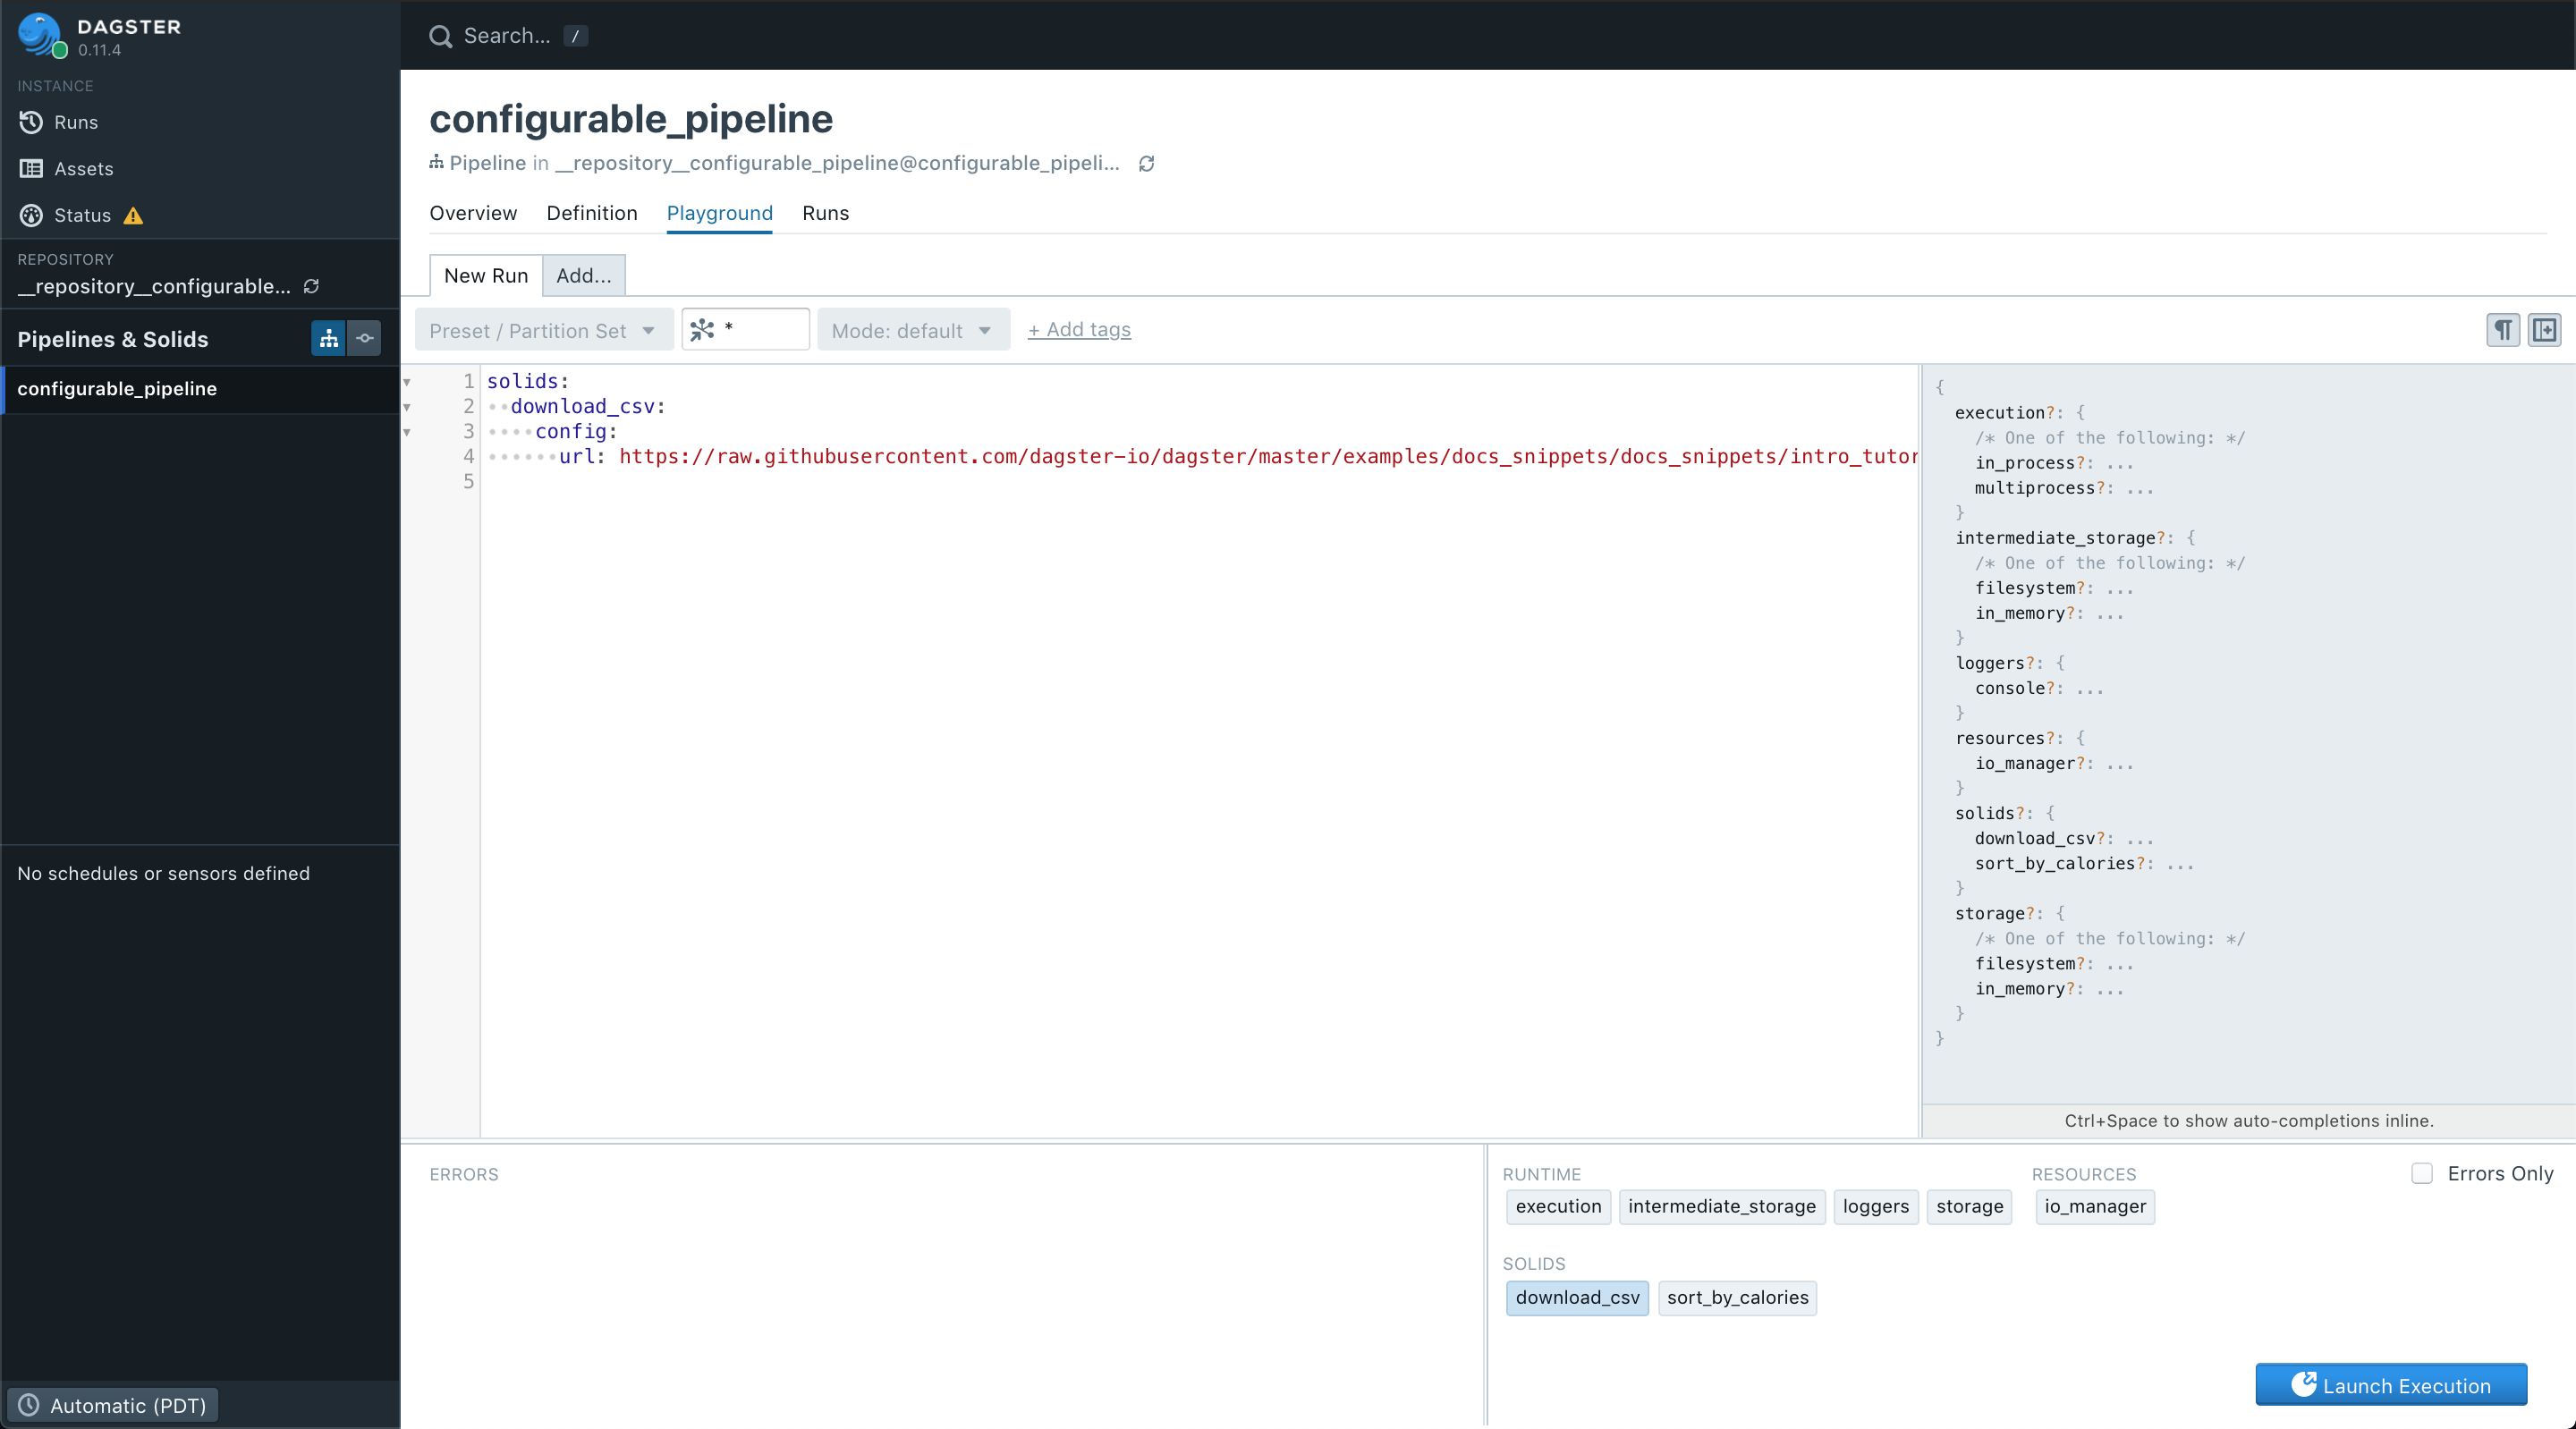 DAGSTER
0.11.4
INSTANCE
Runs
Assets
Status
REPOSITORY
__repository__configurable...
Pipelines & Solids
configurable_pipeline
No schedules or sensors defined
Automatic (PDT)
Search... /
configurable_pipeline
Pipeline in __repository__configurable_pipeline@configurable_pipeli...
Overview Definition Playground Runs
New Run Add...
Preset / Partition Set * Mode: default + Add tags
1 solids:
2 download_csv:
3 config:
4 url: https://raw.githubusercontent.com/dagster-io/dagster/master/examples/docs_snippets/docs_snippets/intro_tutor
5
{
execution?: {
/* One of the following: */
in_process?: ...
multiprocess?: ...
}
intermediate_storage?: {
/* One of the following: */
filesystem?: ...
in_memory?: ...
}
loggers?: {
console?: ...
}
resources?: {
io_manager?: ...
}
solids?: {
download_csv?: ...
sort_by_calories?: ...
}
storage?: {
/* One of the following: */
filesystem?: ...
in_memory?: ...
}
}
Ctrl+Space to show auto-completions inline.
ERRORS
RUNTIME
execution intermediate_storage loggers storage
RESOURCES
io_manager
Errors Only
SOLIDS
download_csv sort_by_calories
Launch Execution